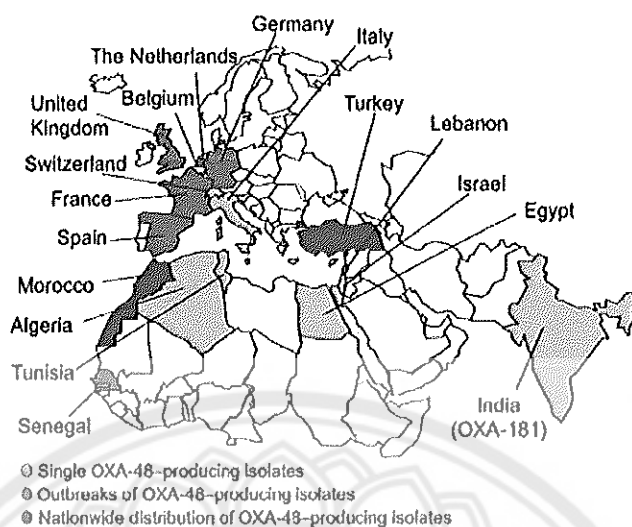 Germany
Italy
The Netherlands
United
Kingdom
Belgium
Turkey
Lebanon
Switzerland
Israel
France
Egypt
Spain
Morocco
Algeria
Tunisia
Senegal
India
(OXA-181)
Single OXA-48-producing isolates
Outbreaks of OXA-48-producing isolates
Nationwide distribution of OXA-48-producing isolates